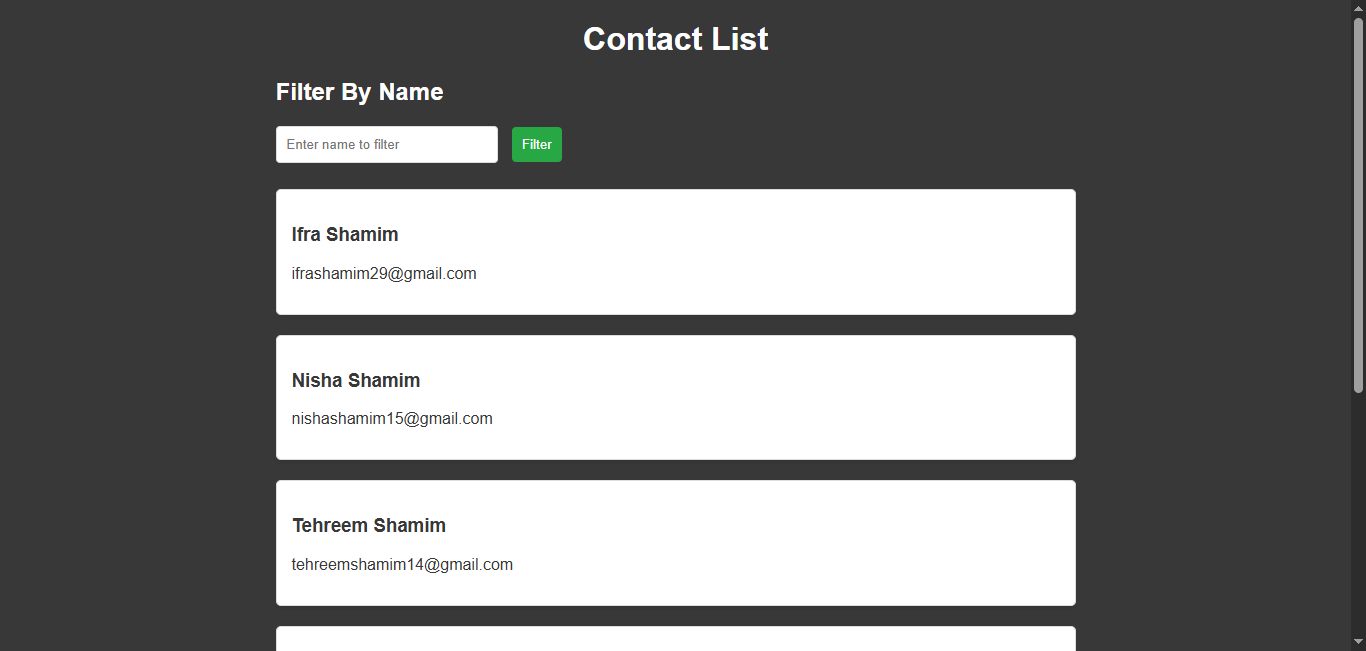 Contact List
Filter By Name
Enter name to filter
Filter
Ifra Shamim
ifrashamim29@gmail.com
Nisha Shamim
nishashamim15@gmail.com
Tehreem Shamim
tehreemshamim14@gmail.com